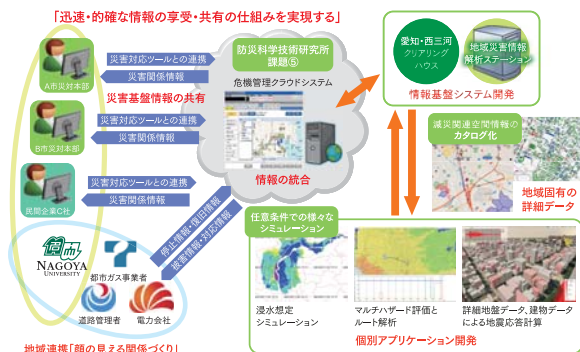 「迅速・的確な情報の享受・共有の仕組みを実現する」
A市災対本部
災害対応ツールとの連携
災害関係情報
災害基盤情報の共有
B市災対本部
災害対応ツールとの連携
災害関係情報
民間企業C社
災害対応ツールとの連携
災害関係情報
防災科学技術研究所
課題⑤
危機管理クラウドシステム
情報の統合
停止情報・復旧情報
被害情報・対応情報
NAGOYA
UNIVERSITY
都市ガス事業者
道路管理者
電力会社
地域連携「顔の見える関係づくり」
愛知・西三河
クリアリング
ハウス
地域災害情報
解析ステーション
情報基盤システム開発
減災関連空間情報の
カタログ化
地域固有の
詳細データ
任意条件での様々な
シミュレーション
浸水想定
シミュレーション
マルチハザード評価と
ルート解析
詳細地盤データ、建物データ
による地震応答計算
個別アプリケーション開発